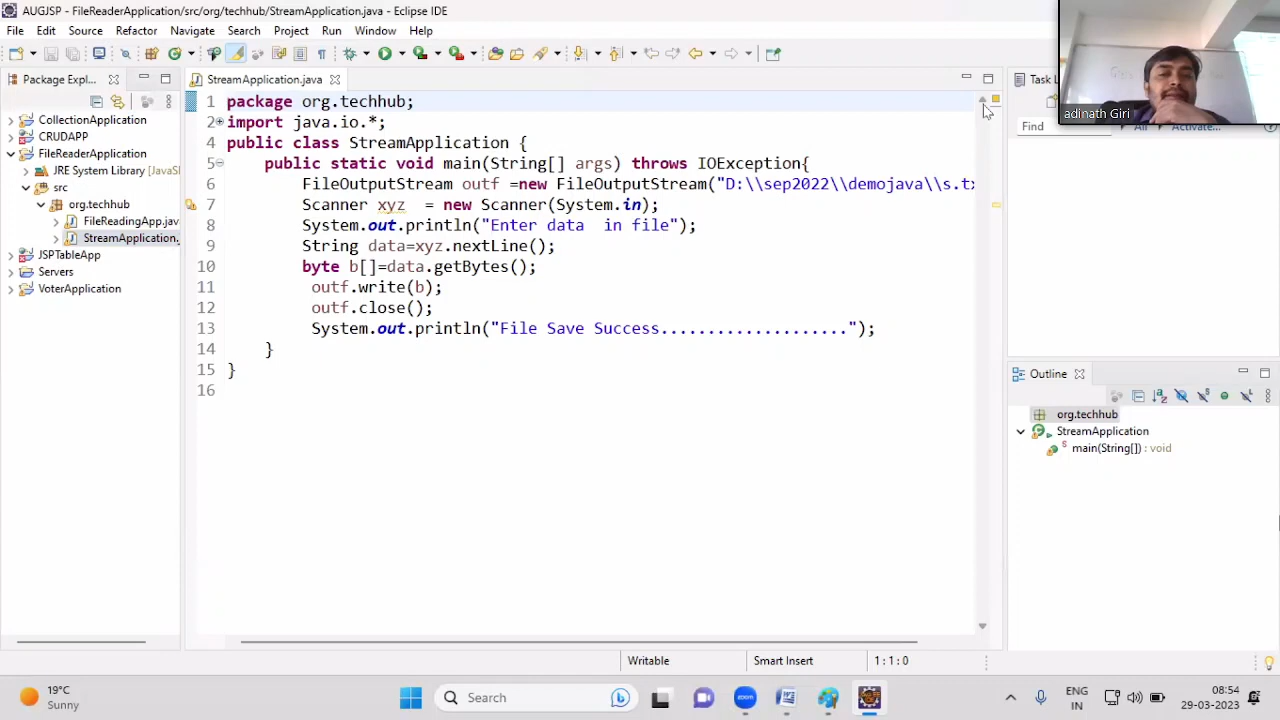 AUGJSP - FileReaderApplication/src/org/techhub/StreamApplication.java - Eclipse IDE
File Edit Source Refactor Navigate Search Project Run Window Help
adinath Giri
Package Expl...
StreamApplication.java
Task L
Find
All
Activate...
CollectionApplication
CRUDAPP
FileReaderApplication
JRE System Library [JavaS
src
org.techhub
FileReadingApp.jav
StreamApplication.
JSPTableApp
Servers
VoterApplication
1 package org.techhub;
2 import java.io.*;
4 public class StreamApplication {
5 public static void main(String[] args) throws IOException{
6 FileOutputStream outf =new FileOutputStream("D:\\sep2022\\demojava\\s.tx
7 Scanner xyz = new Scanner(System.in);
8 System.out.println("Enter data in file");
9 String data=xyz.nextLine();
10 byte b[]=data.getBytes();
11 outf.write(b);
12 outf.close();
13 System.out.println("File Save Success....................");
14 }
15 }
16
Outline
org.techhub
StreamApplication
main(String[]) : void
Writable
Smart Insert
1 : 1 : 0
19°C
Sunny
Search
zoom
ENG
IN
08:54
29-03-2023